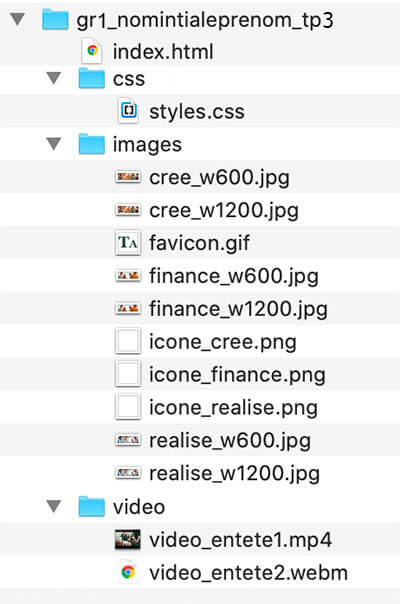 gr1_nomintialeprenom_tp3
index.html
css
styles.css
images
cree_w600.jpg
cree_w1200.jpg
TA favicon.gif
finance_w600.jpg
finance_w1200.jpg
icone_cree.png
icone_finance.png
icone_realise.png
realise_w600.jpg
realise_w1200.jpg
video
video_entete1.mp4
video_entete2.webm